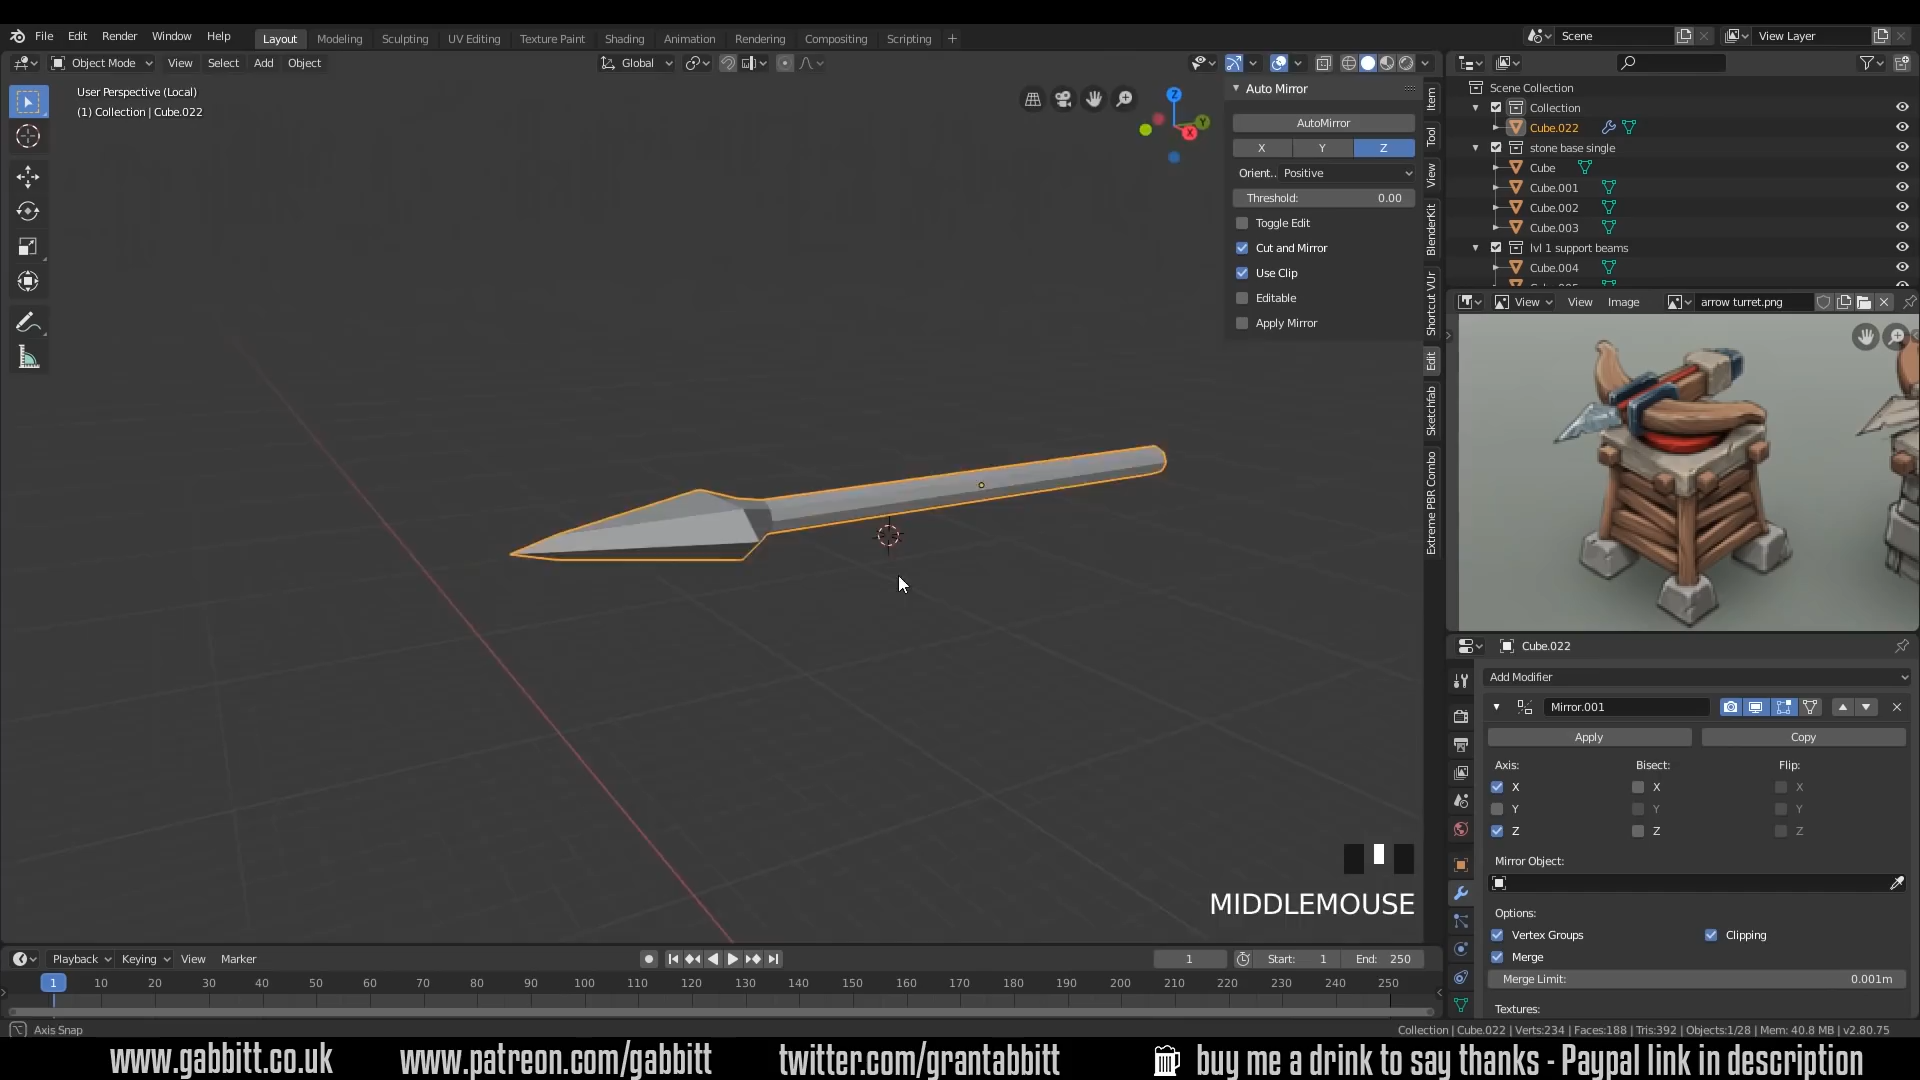 File Edit Render Window Help Layout Modeling Sculpting UV Editing Texture Paint Shading Animation Rendering Compositing Scripting + Scene View Layer
Object Mode View Select Add Object Global
User Perspective (Local)
(1) Collection | Cube.022
Z
Y
X
Auto Mirror
AutoMirror
X Y Z
Orient.. Positive
Threshold: 0.00
Toggle Edit
Cut and Mirror
Use Clip
Editable
Apply Mirror
Item
Tool
View
BlenderKit
Shortcut VUr
Edit
Sketchfab
Extreme PBR Combo
Scene Collection
Collection
Cube.022
stone base single
Cube
Cube.001
Cube.002
Cube.003
lvl 1 support beams
Cube.004
View View Image arrow turret.png
Cube.022
Add Modifier
Mirror.001
Apply Copy
Axis: Bisect: Flip:
X X X
Y Y Y
Z Z Z
Mirror Object:
Options:
Vertex Groups Clipping
Merge
Merge Limit: 0.001m
Textures:
MIDDLEMOUSE
Playback Keying View Marker 1 Start: 1 End: 250
1 10 20 30 40 50 60 70 80 90 100 110 120 130 140 150 160 170 180 190 200 210 220 230 240 250
Axis Snap
Collection | Cube.022 | Verts:234 | Faces:188 | Tris:392 | Objects:1/28 | Mem: 40.8 MB | v2.80.75
www.gabbitt.co.uk www.patreon.com/gabbitt twitter.com/grantabbitt buy me a drink to say thanks - Paypal link in description